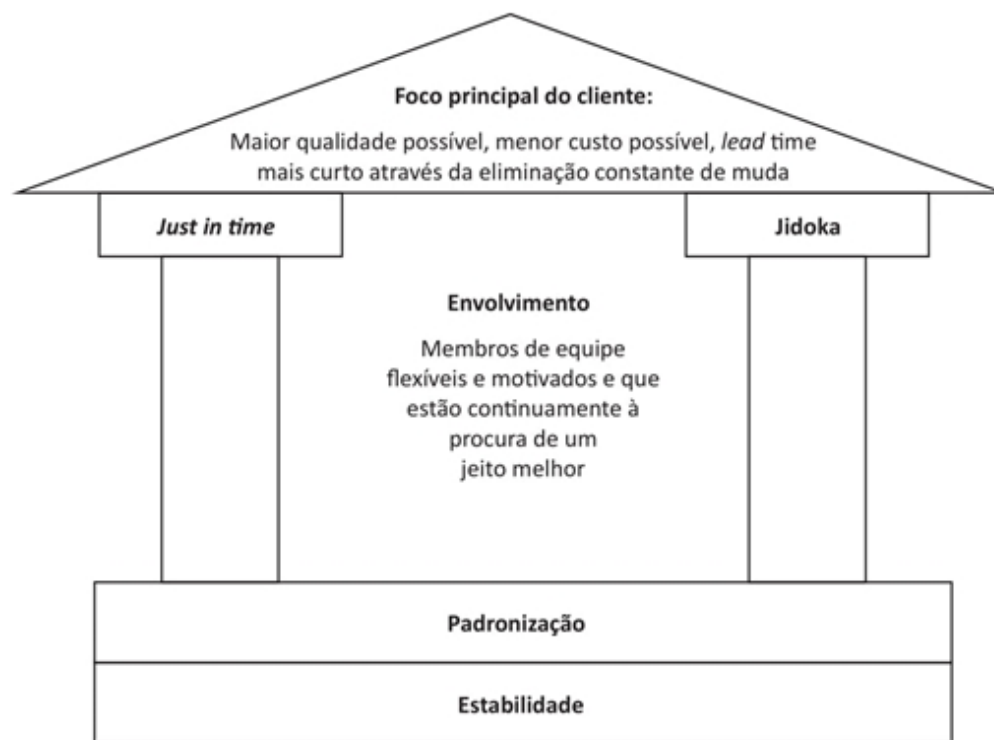 Foco principal do cliente:
Maior qualidade possível, menor custo possível, lead time
mais curto através da eliminação constante de muda
Just in time
Jidoka
Envolvimento
Membros de equipe
flexíveis e motivados e que
estão continuamente à
procura de um
jeito melhor
Padronização
Estabilidade